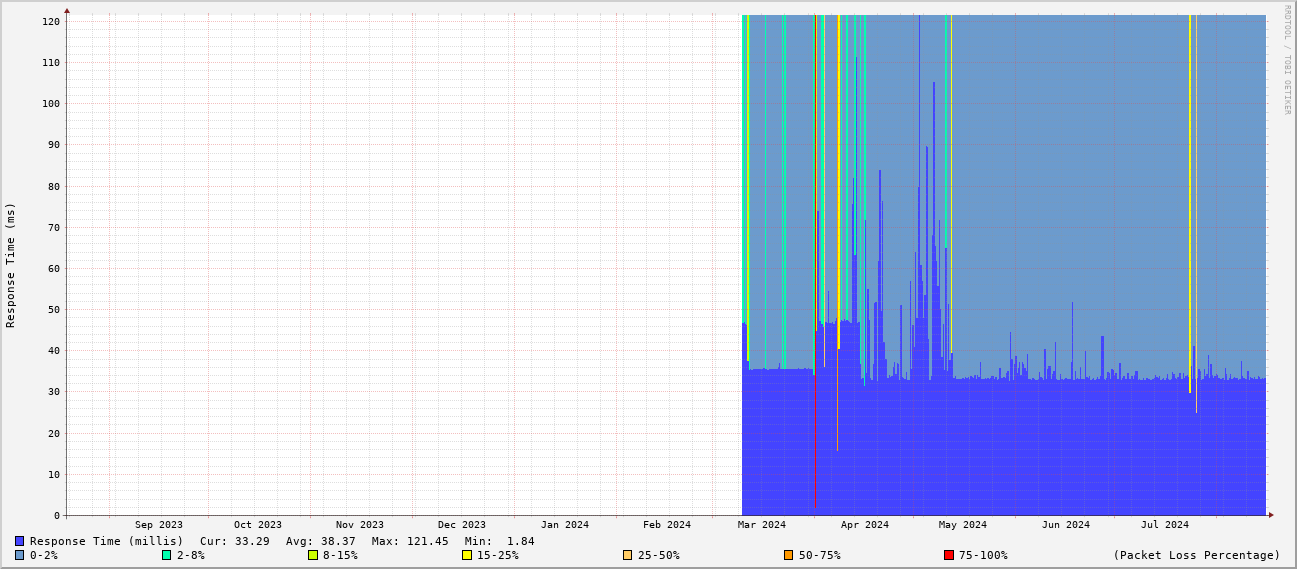 RRDTOOL / TOBI OETIKER
Response Time (ms)
120
110
100
90
80
70
60
50
40
30
20
10
0
Sep 2023 Oct 2023 Nov 2023 Dec 2023 Jan 2024 Feb 2024 Mar 2024 Apr 2024 May 2024 Jun 2024 Jul 2024
Response Time (millis) Cur: 33.29 Avg: 38.37 Max: 121.45 Min: 1.84
0-2% 2-8% 8-15% 15-25% 25-50% 50-75% 75-100% (Packet Loss Percentage)